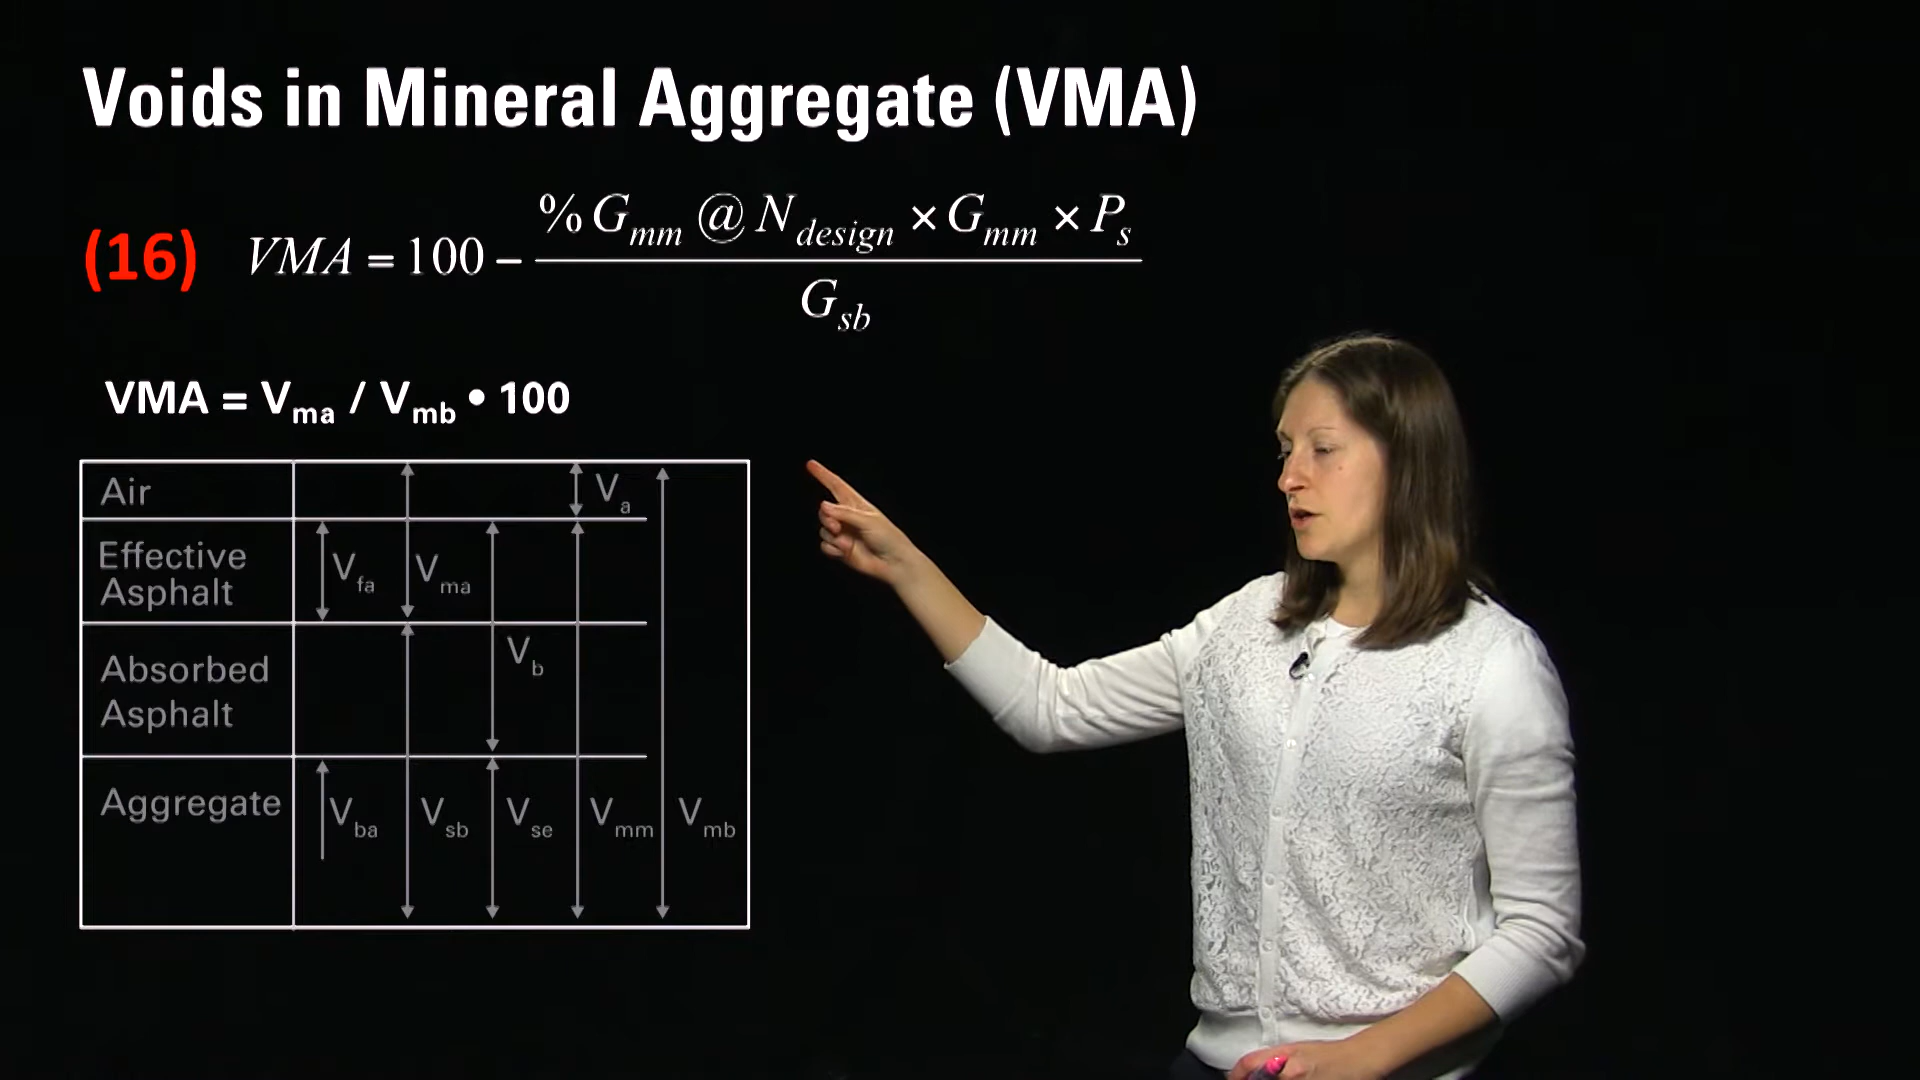 Voids in Mineral Aggregate (VMA)
(16) VMA = 100 − % Gmm @ Ndesign × Gmm × Ps
Gsb
VMA = Vma / Vmb • 100
Air
Va
Effective
Asphalt
Vfa
Vma
Vb
Absorbed
Asphalt
Aggregate
Vba
Vsb
Vse
Vmm
Vmb